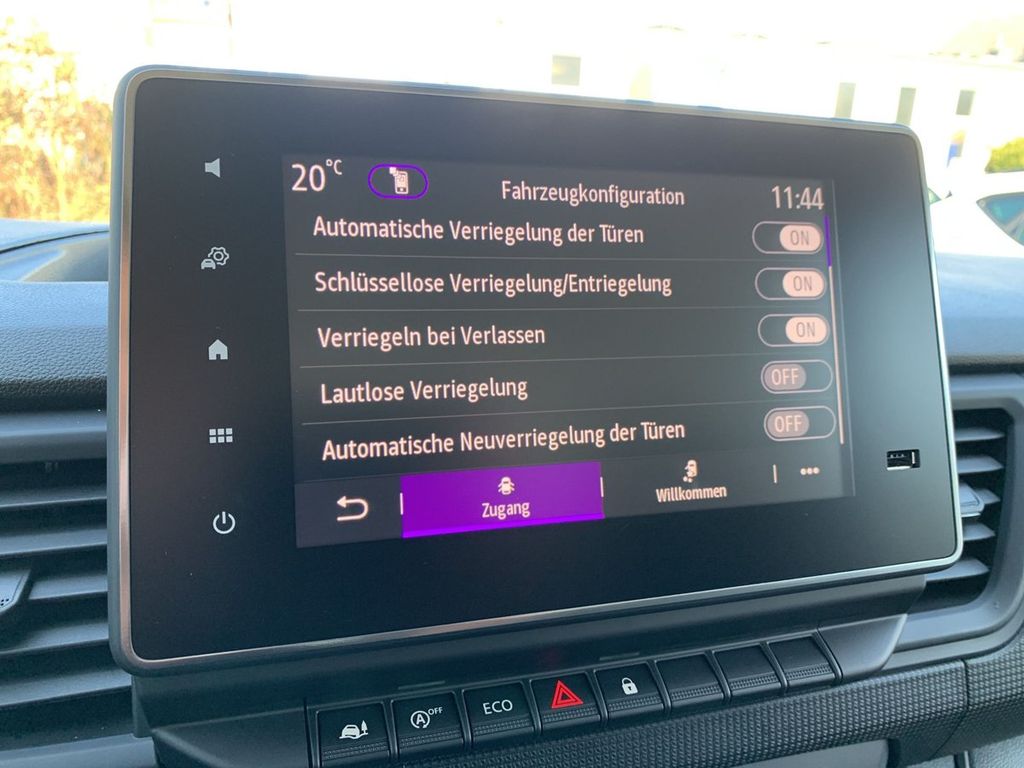 20°C
Fahrzeugkonfiguration
11:44
Automatische Verriegelung der Türen ON
Schlüssellose Verriegelung/Entriegelung ON
Verriegeln bei Verlassen ON
Lautlose Verriegelung OFF
Automatische Neuverriegelung der Türen OFF
Zugang
Willkommen
A OFF
ECO